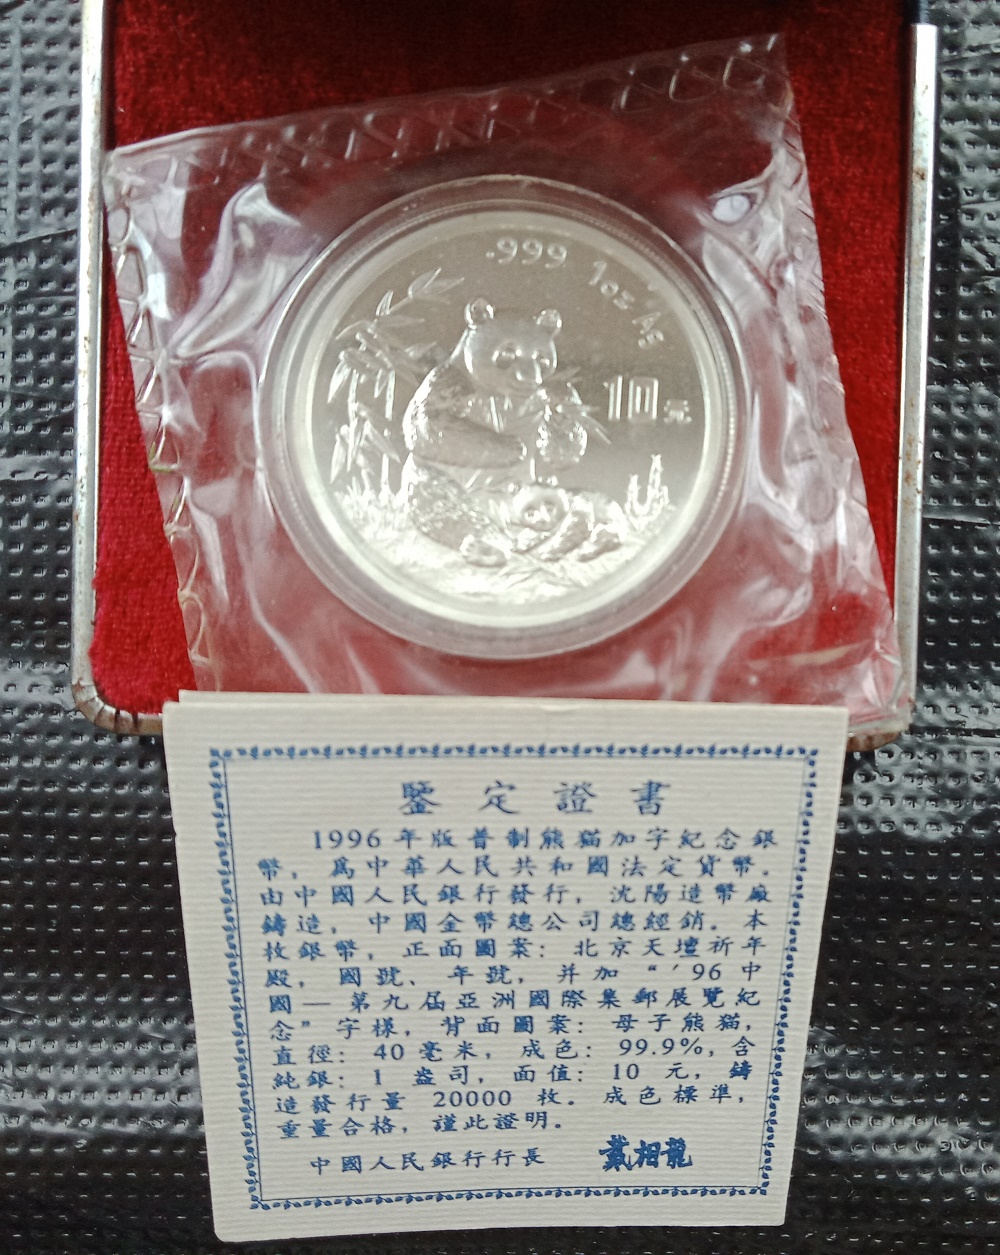 .999 1oz Ag
10元
鑒定證書
1996年版普制熊猫加字紀念銀
幣，爲中華人民共和國法定貨幣。
由中國人民銀行發行，沈陽造幣廠
鑄造，中國金幣總公司總經銷。本
枚銀幣，正面圖案：北京天壇祈年
殿，國號、年號，并加“'96中
國—第九届亞洲國際集郵展覽紀
念”字樣，背面圖案：母子熊猫，
直徑：40毫米，成色：99.9%，含
純銀：1盎司，面值：10元，鑄
造發行量20000枚。成色標準，
重量合格，謹此證明。
中國人民銀行行長 戴相龍